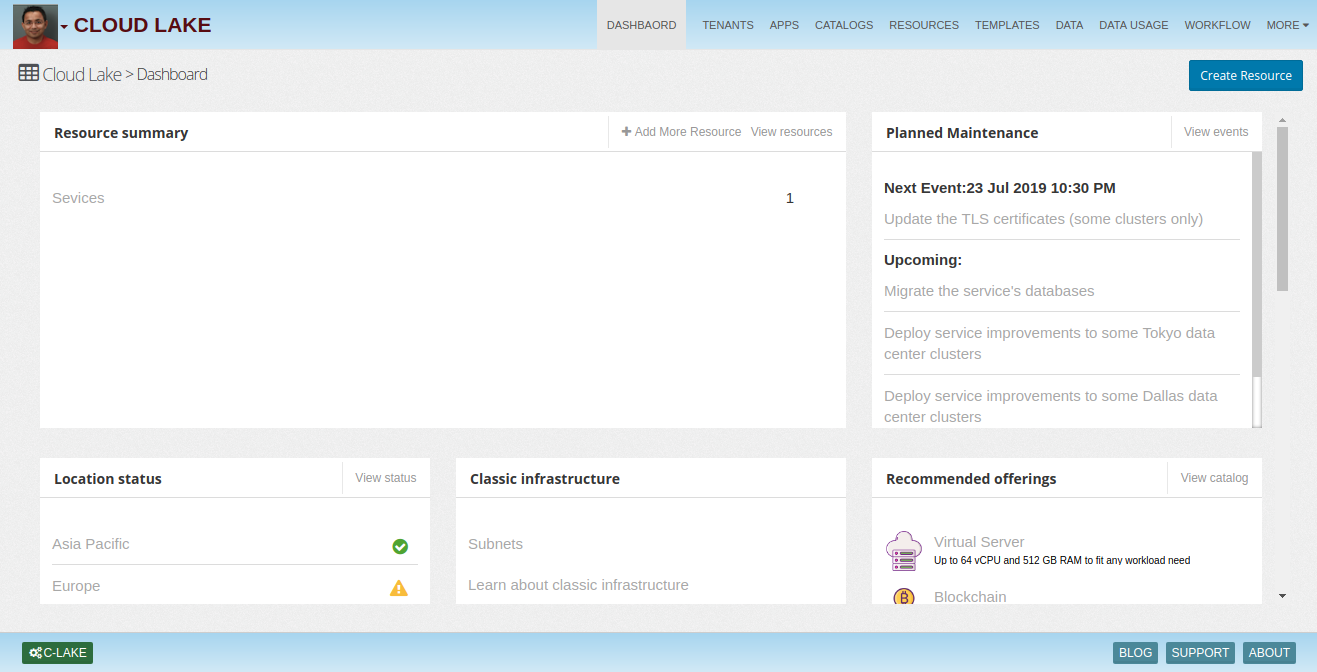 CLOUD LAKE
DASHBAORD TENANTS APPS CATALOGS RESOURCES TEMPLATES DATA DATA USAGE WORKFLOW MORE
Cloud Lake > Dashboard
Create Resource
Resource summary
Add More Resource View resources
Sevices 1
Planned Maintenance
View events
Next Event:23 Jul 2019 10:30 PM
Update the TLS certificates (some clusters only)
Upcoming:
Migrate the service's databases
Deploy service improvements to some Tokyo data
center clusters
Deploy service improvements to some Dallas data
center clusters
Location status
View status
Asia Pacific
Europe
Classic infrastructure
Subnets
Learn about classic infrastructure
Recommended offerings
View catalog
Virtual Server
Up to 64 vCPU and 512 GB RAM to fit any workload need
Blockchain
C-LAKE
BLOG SUPPORT ABOUT